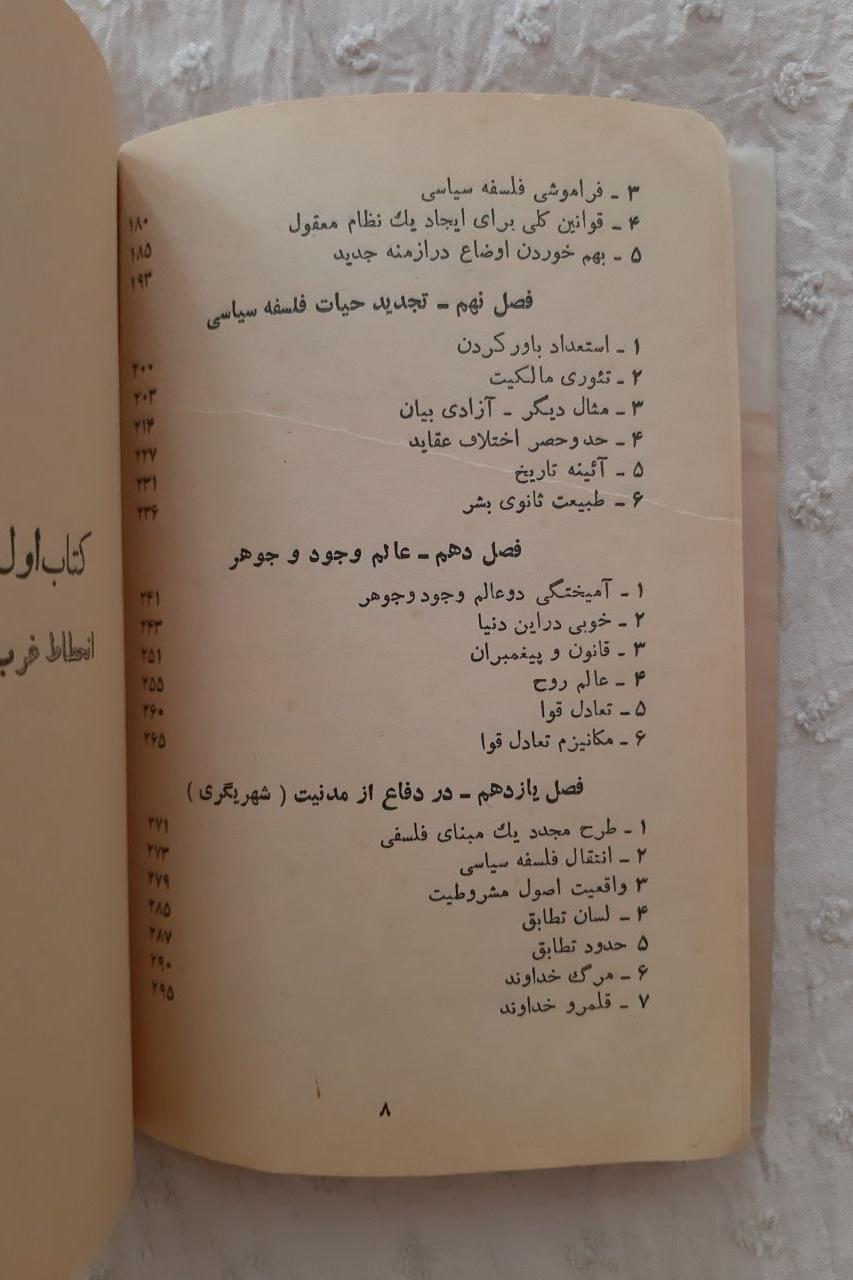 ۳ ـ فراموشی فلسفه سیاسی ۱۸۰
۴ ـ قوانین کلی برای ایجاد یك نظام معقول ۱۸۵
۵ ـ بهم خوردن اوضاع درازمنه جدید ۱۹۳
فصل نهم ـ تجدید حیات فلسفه سیاسی
۱ ـ استعداد باور کردن ۲۰۰
۲ ـ تئوری مالکیت ۲۰۳
۳ ـ مثال دیگر ـ آزادی بیان ۲۱۴
۴ ـ حدوحصر اختلاف عقاید ۲۲۷
۵ ـ آئینه تاریخ ۲۳۱
۶ ـ طبیعت ثانوی بشر ۲۳۶
فصل دهم ـ عالم وجود و جوهر
۱ ـ آمیختگی دوعالم وجود وجوهر ۲۴۱
۲ ـ خوبی دراین دنیا ۲۴۳
۳ ـ قانون و پیغمبران ۲۵۱
۴ ـ عالم روح ۲۵۵
۵ ـ تعادل قوا ۲۶۰
۶ ـ مکانیزم تعادل قوا ۲۶۵
فصل یازدهم ـ در دفاع از مدنیت ( شهریگری )
۱ ـ طرح مجدد یك مبنای فلسفی ۲۷۱
۲ ـ انتقال فلسفه سیاسی ۲۷۳
۳ واقعیت اصول مشروطیت ۲۷۹
۴ ـ لسان تطابق ۲۸۵
۵ حدود تطابق ۲۸۷
۶ ـ مرگ خداوند ۲۹۰
۷ ـ قلمرو خداوند ۲۹۵
۸
کتاب اول
انحطاط غرب